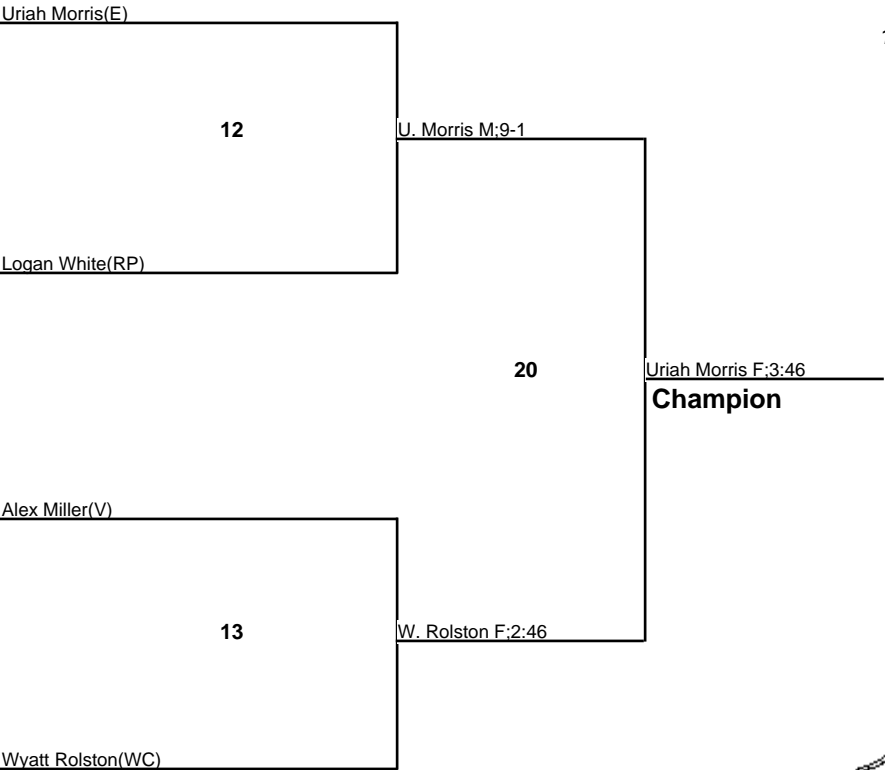 Uriah Morris(E)
12
U. Morris M;9-1
Logan White(RP)
20
Uriah Morris F;3:46
Champion
Alex Miller(V)
13
W. Rolston F;2:46
Wyatt Rolston(WC)